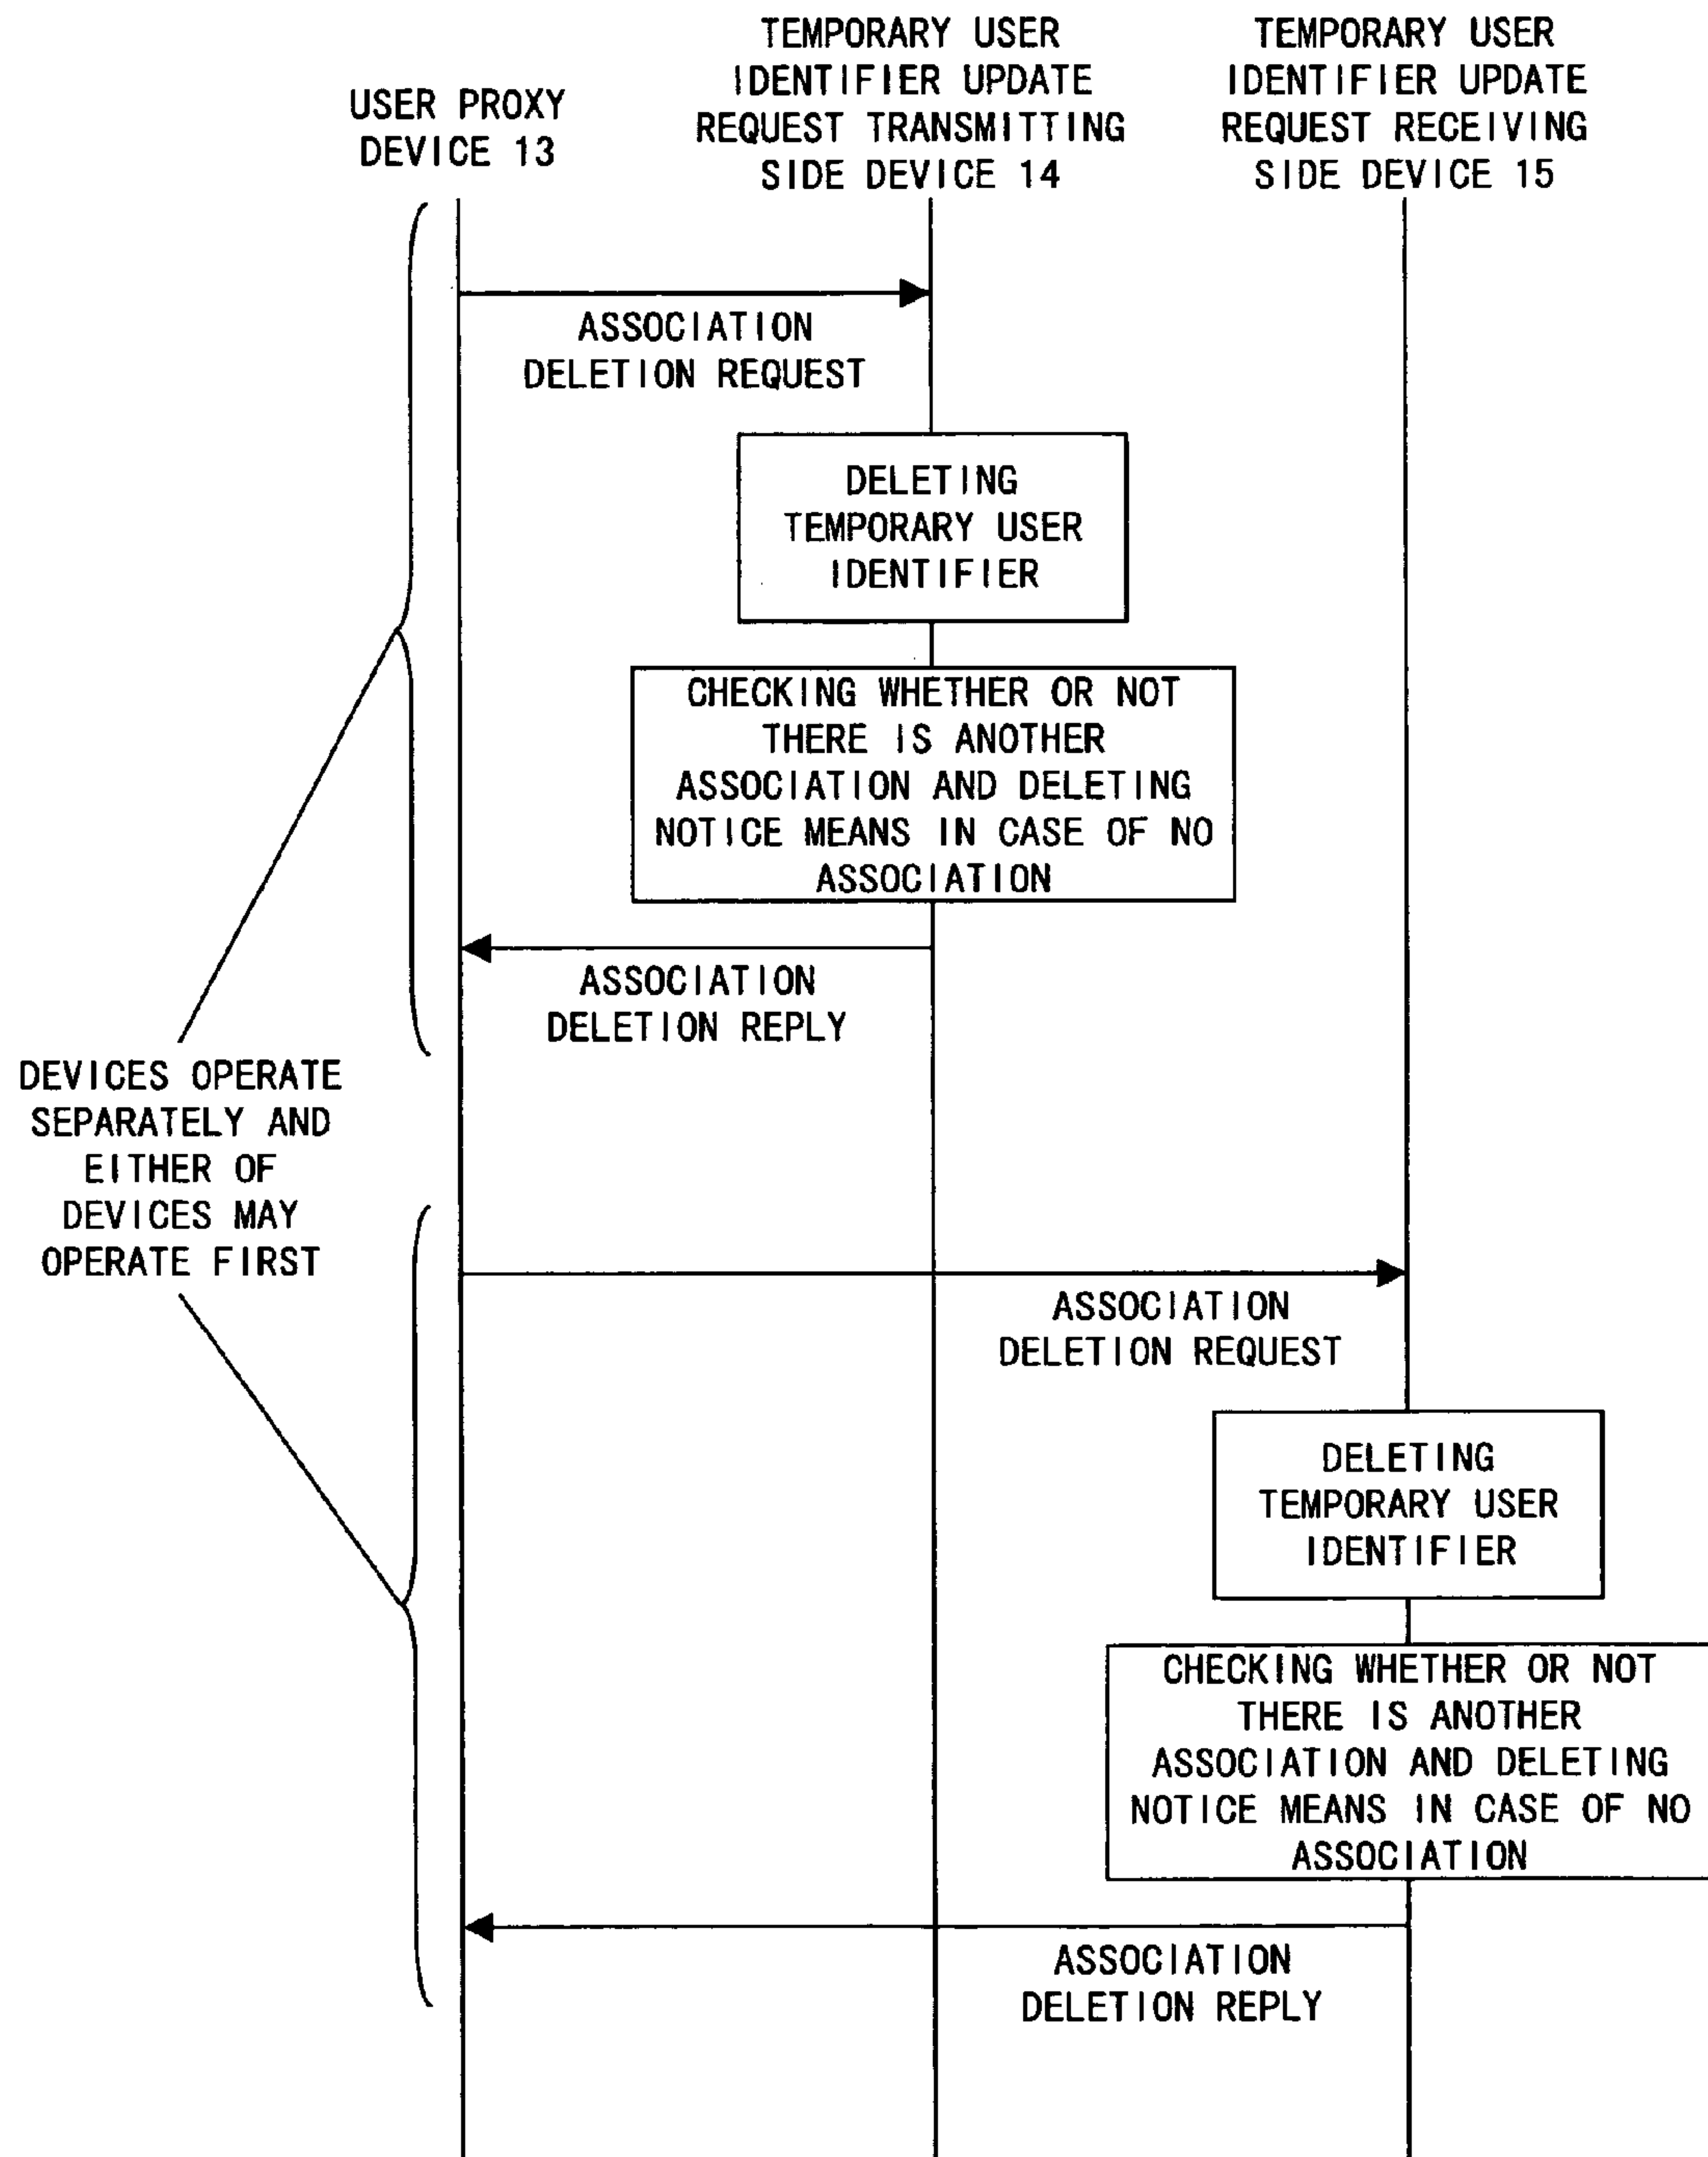 USER PROXY
DEVICE 13
TEMPORARY USER
IDENTIFIER UPDATE
REQUEST TRANSMITTING
SIDE DEVICE 14
TEMPORARY USER
IDENTIFIER UPDATE
REQUEST RECEIVING
SIDE DEVICE 15
ASSOCIATION
DELETION REQUEST
DELETING
TEMPORARY USER
IDENTIFIER
CHECKING WHETHER OR NOT
THERE IS ANOTHER
ASSOCIATION AND DELETING
NOTICE MEANS IN CASE OF NO
ASSOCIATION
ASSOCIATION
DELETION REPLY
DEVICES OPERATE
SEPARATELY AND
EITHER OF
DEVICES MAY
OPERATE FIRST
ASSOCIATION
DELETION REQUEST
DELETING
TEMPORARY USER
IDENTIFIER
CHECKING WHETHER OR NOT
THERE IS ANOTHER
ASSOCIATION AND DELETING
NOTICE MEANS IN CASE OF NO
ASSOCIATION
ASSOCIATION
DELETION REPLY